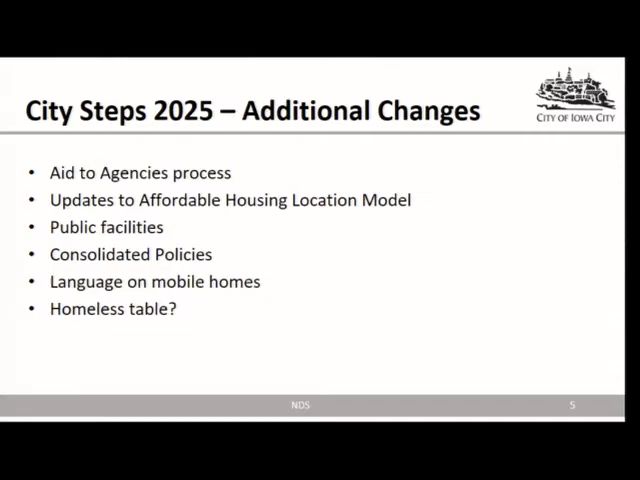 City Steps 2025 – Additional Changes
CITY OF IOWA CITY
• Aid to Agencies process
• Updates to Affordable Housing Location Model
• Public facilities
• Consolidated Policies
• Language on mobile homes
• Homeless table?
NDS
5